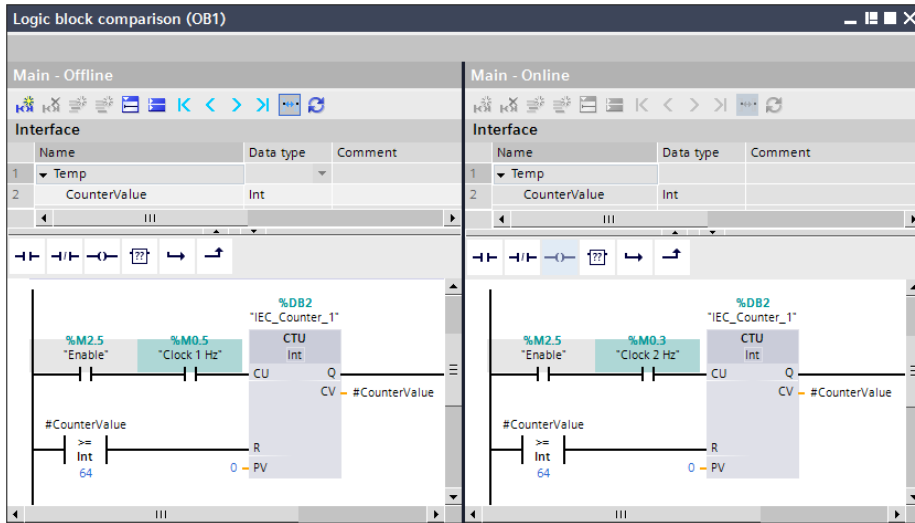 Logic block comparison (OB1)
Main - Offline
Interface
Name Data type Comment
1 Temp
2 CounterValue Int
??
%DB2
"IEC_Counter_1"
%M2.5 %M0.5 CTU
"Enable" "Clock 1 Hz" Int
CU Q
CV #CounterValue
#CounterValue
>=
Int R
64 0 PV
Main - Online
Interface
Name Data type Comment
1 Temp
2 CounterValue Int
??
%DB2
"IEC_Counter_1"
%M2.5 %M0.3 CTU
"Enable" "Clock 2 Hz" Int
CU Q
CV #CounterValue
#CounterValue
>=
Int R
64 0 PV